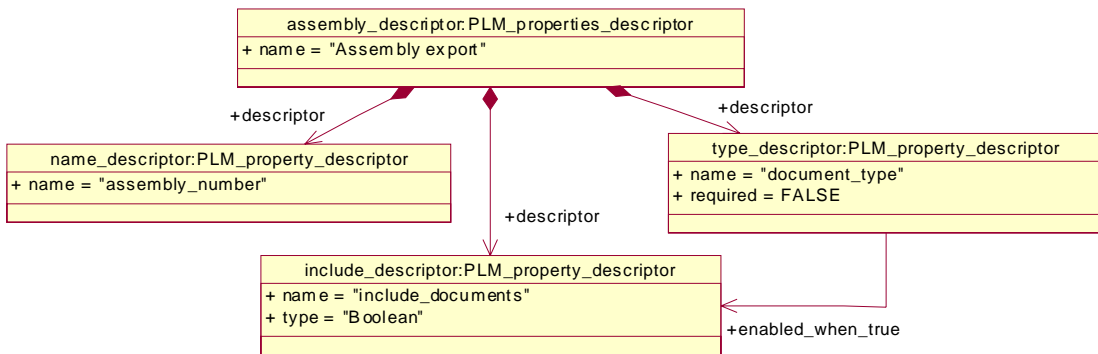 assembly_descriptor:PLM_properties_descriptor
+ name = "Assembly export"
+descriptor
+descriptor
name_descriptor:PLM_property_descriptor
+ name = "assembly_number"
type_descriptor:PLM_property_descriptor
+ name = "document_type"
+ required = FALSE
+descriptor
include_descriptor:PLM_property_descriptor
+ name = "include_documents"
+ type = "Boolean"
+enabled_when_true